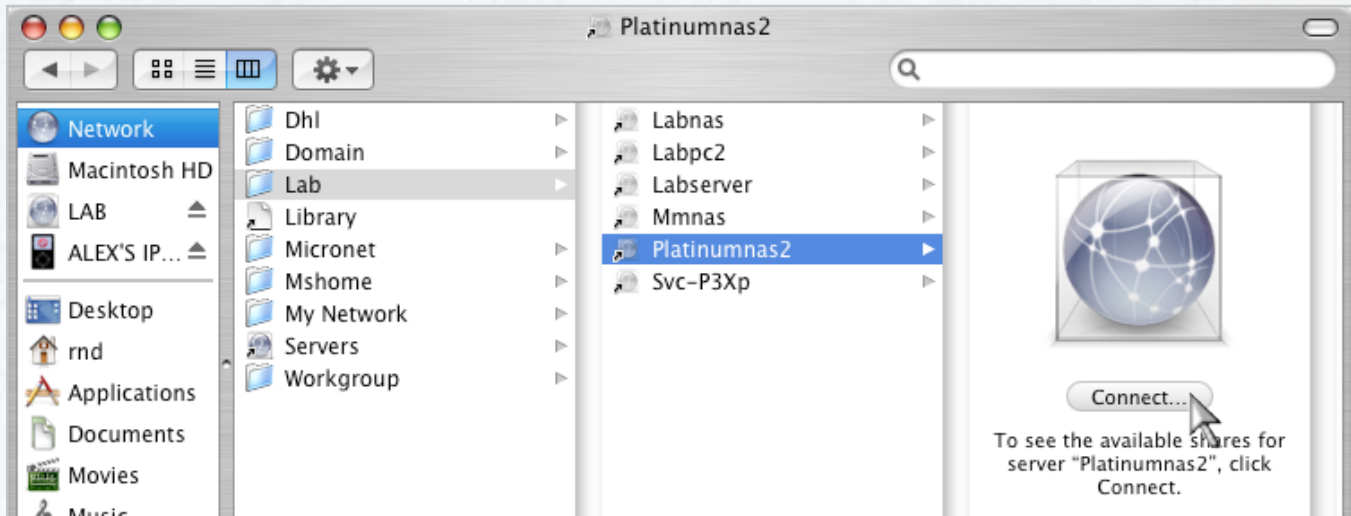 Platinumnas2
Network
Macintosh HD
LAB
ALEX'S IP...
Desktop
rnd
Applications
Documents
Movies
Music
Dhl
Domain
Lab
Library
Micronet
Mshome
My Network
Servers
Workgroup
Labnas
Labpc2
Labserver
Mmnas
Platinumnas2
Svc-P3Xp
Connect...
To see the available shares for
server “Platinumnas2”, click
Connect.